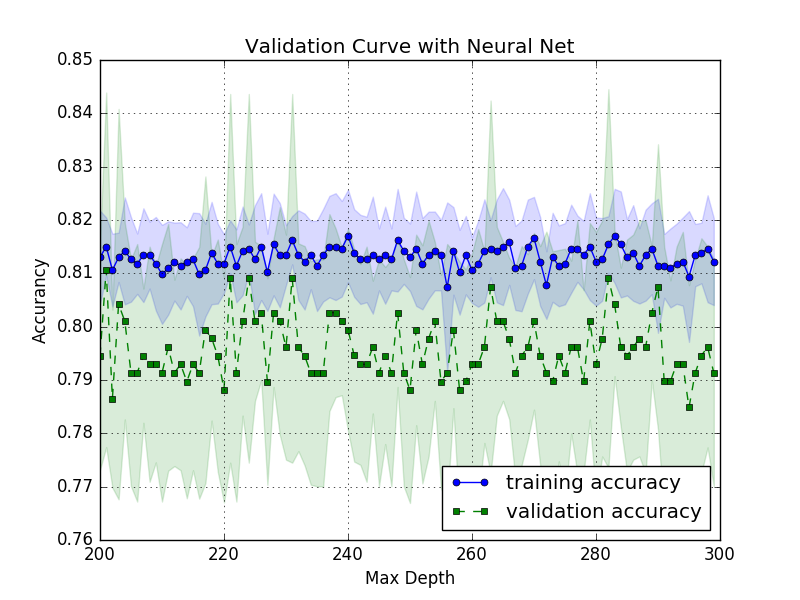 Validation Curve with Neural Net
0.85
0.84
0.83
0.82
0.81
0.80
0.79
0.78
0.77
0.76
Accurancy
training accuracy
validation accuracy
200 220 240 260 280 300
Max Depth